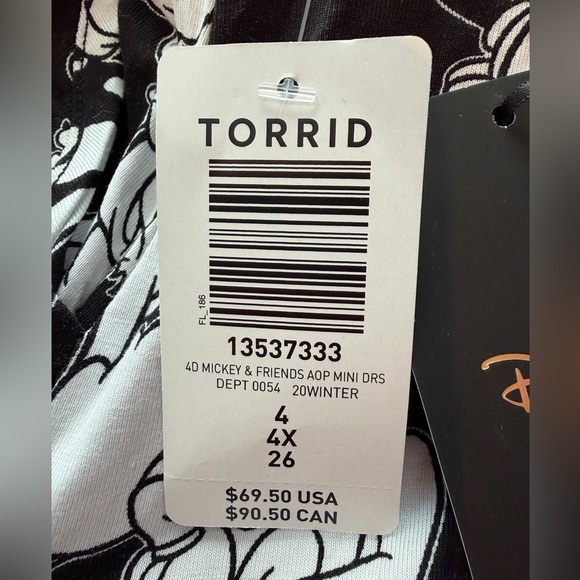 TORRID
FL_186
13537333
4D MICKEY & FRIENDS AOP MINI DRS
DEPT 0054 20WINTER
4
4X
26
$69.50 USA
$90.50 CAN
D